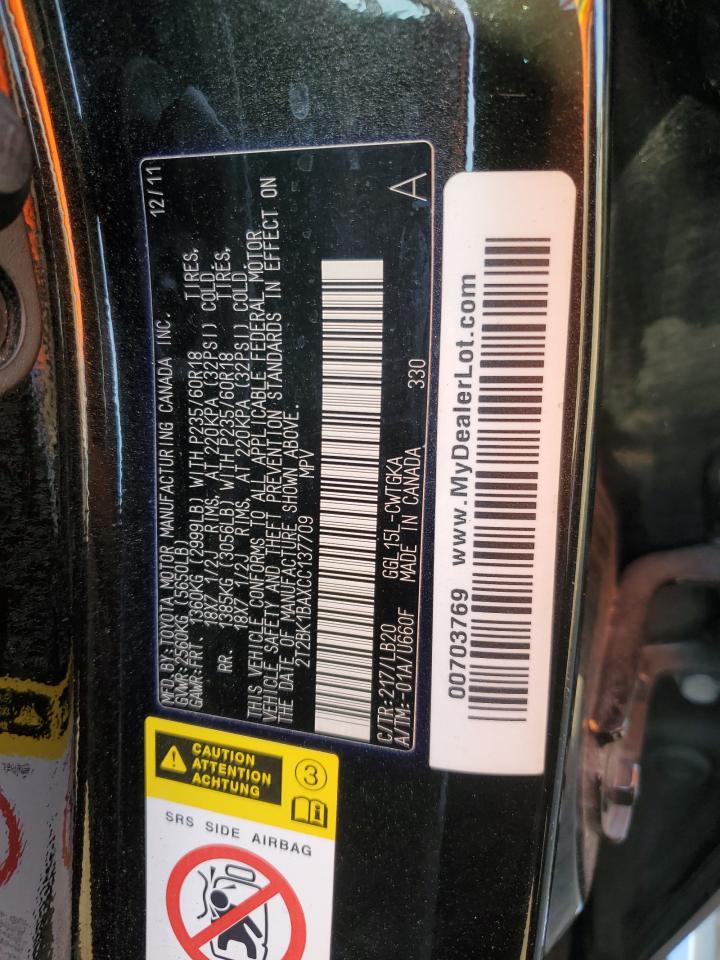 MFD.BY:TOYOTA MOTOR MANUFACTURING CANADA INC. 12/11
GVWR:2560KG (5650LB)
GAWR:FRT. 1360KG (2999LB) WITH P235/60R18 TIRES,
18X7 1/2J RIMS, AT 220KPA (32PSI) COLD.
RR. 1385KG (3056LB) WITH P235/60R18 TIRES,
18X7 1/2J RIMS, AT 220KPA (32PSI) COLD.
THIS VEHICLE CONFORMS TO ALL APPLICABLE FEDERAL MOTOR
VEHICLE SAFETY AND THEFT PREVENTION STANDARDS IN EFFECT ON
THE DATE OF MANUFACTURE SHOWN ABOVE.
2T2BK1BAXCC137709 MPV
C/TR:217/LB20 GGL15L-CWTGKA
A/TM:-01A/U660F MADE IN CANADA 330 A
00703769 www.MyDealerLot.com
CAUTION
ATTENTION
ACHTUNG
3
SRS SIDE AIRBAG